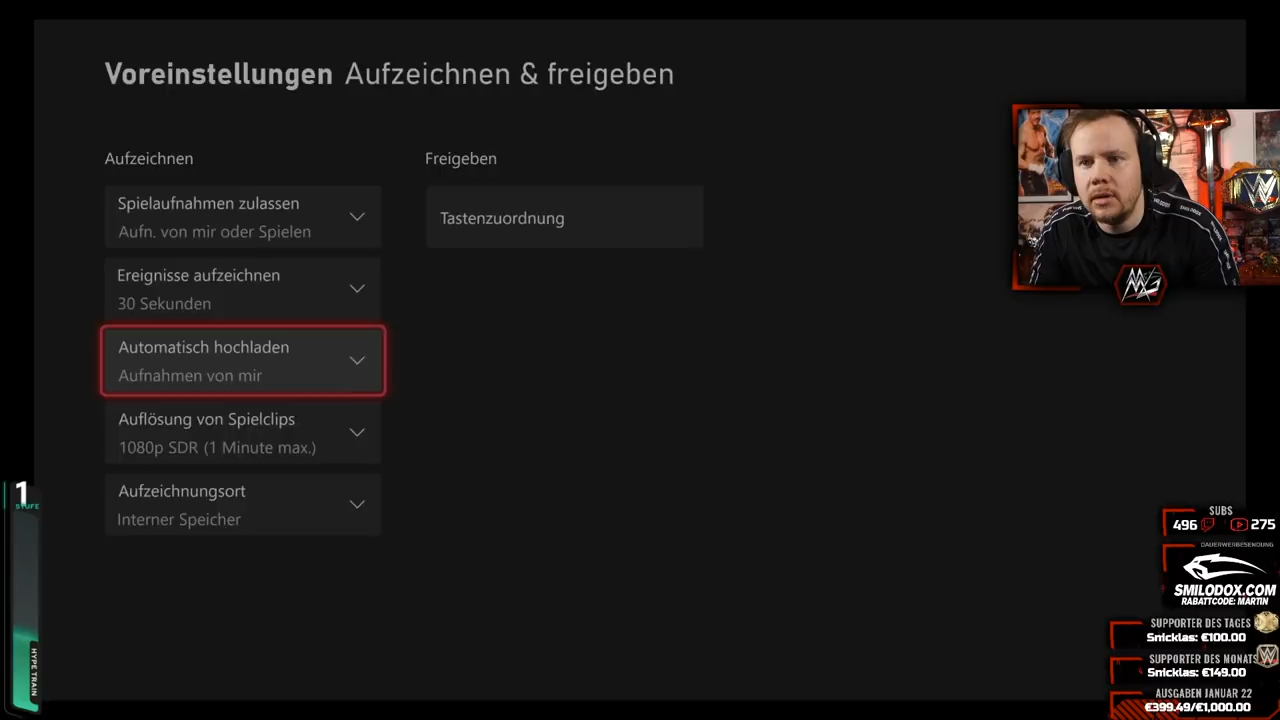 Voreinstellungen Aufzeichnen & freigeben
Aufzeichnen
Spielaufnahmen zulassen
Aufn. von mir oder Spielen
Ereignisse aufzeichnen
30 Sekunden
Automatisch hochladen
Aufnahmen von mir
Auflösung von Spielclips
1080p SDR (1 Minute max.)
Aufzeichnungsort
Interner Speicher
Freigeben
Tastenzuordnung
1
STUFE
HYPE TRAIN
SUBS
496 275
DAUERWERBESENDUNG
SMILODOX.COM
RABATTCODE: MARTIN
SUPPORTER DES TAGES
Snicklas: €100.00
SUPPORTER DES MONATS
Snicklas: €149.00
AUSGABEN JANUAR 22
€399.49/€1,000.00